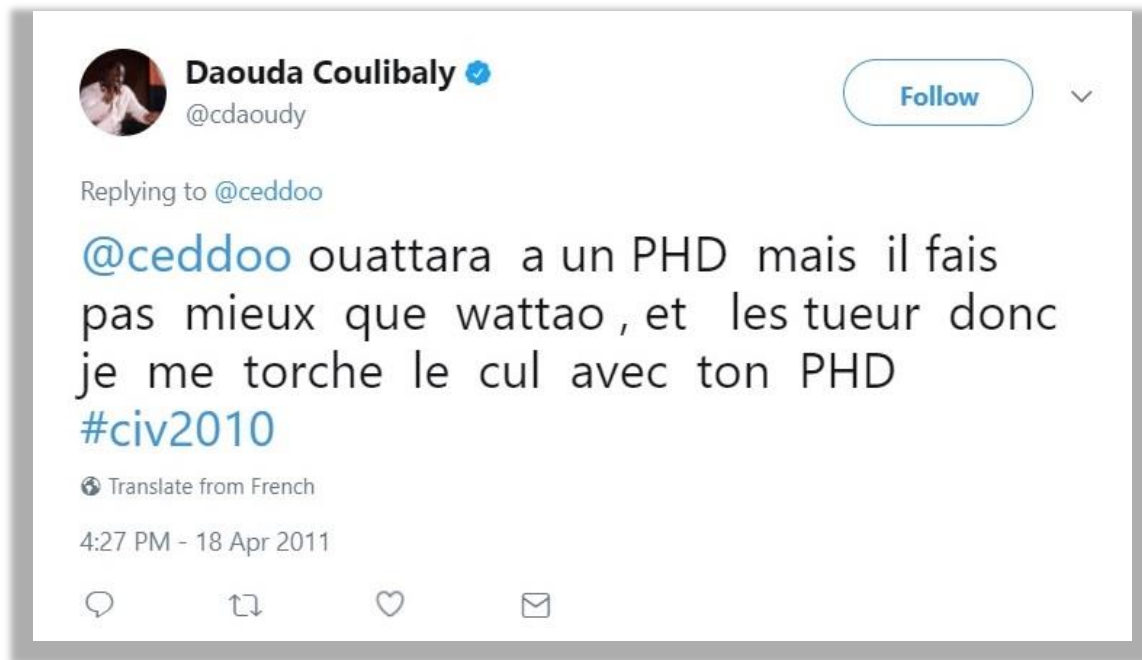 Daouda Coulibaly
@cdaoudy
Follow
Replying to @ceddoo
@ceddoo ouattara a un PHD mais il fais
pas mieux que wattao , et les tueur donc
je me torche le cul avec ton PHD
#civ2010
Translate from French
4:27 PM - 18 Apr 2011